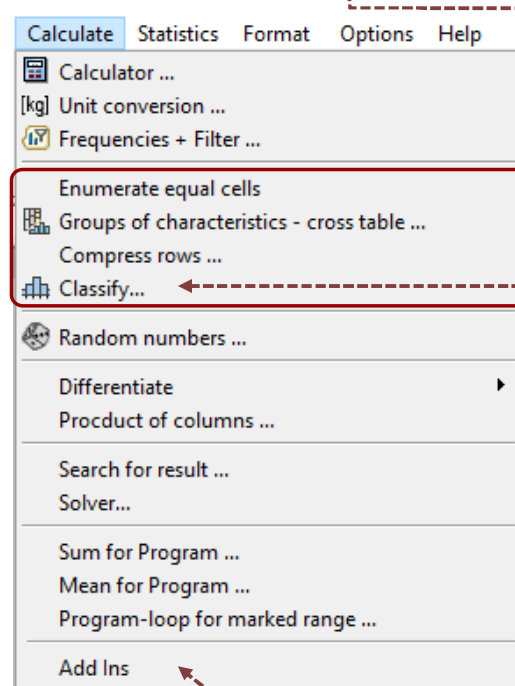 Calculate Statistics Format Options Help
Calculator ...
[kg] Unit conversion ...
Frequencies + Filter ...
Enumerate equal cells
Groups of characteristics - cross table ...
Compress rows ...
Classify...
Random numbers ...
Differentiate
Procduct of columns ...
Search for result ...
Solver...
Sum for Program ...
Mean for Program ...
Program-loop for marked range ...
Add Ins